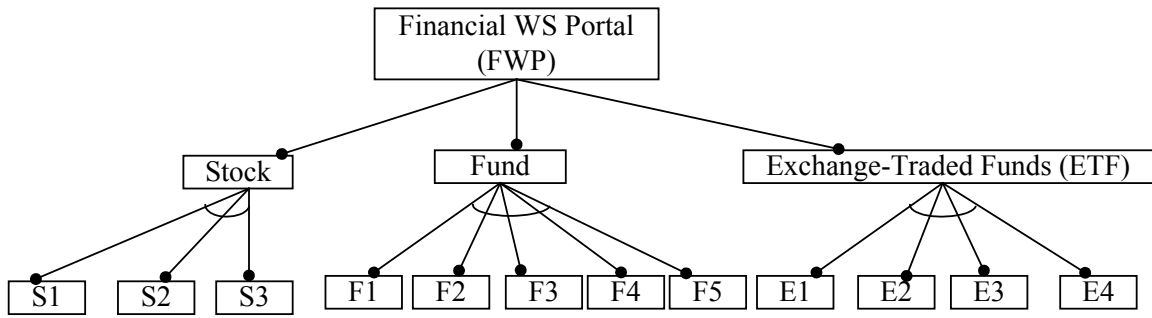 Financial WS Portal
(FWP)
Stock
Fund
Exchange-Traded Funds (ETF)
S1
S2
S3
F1
F2
F3
F4
F5
E1
E2
E3
E4